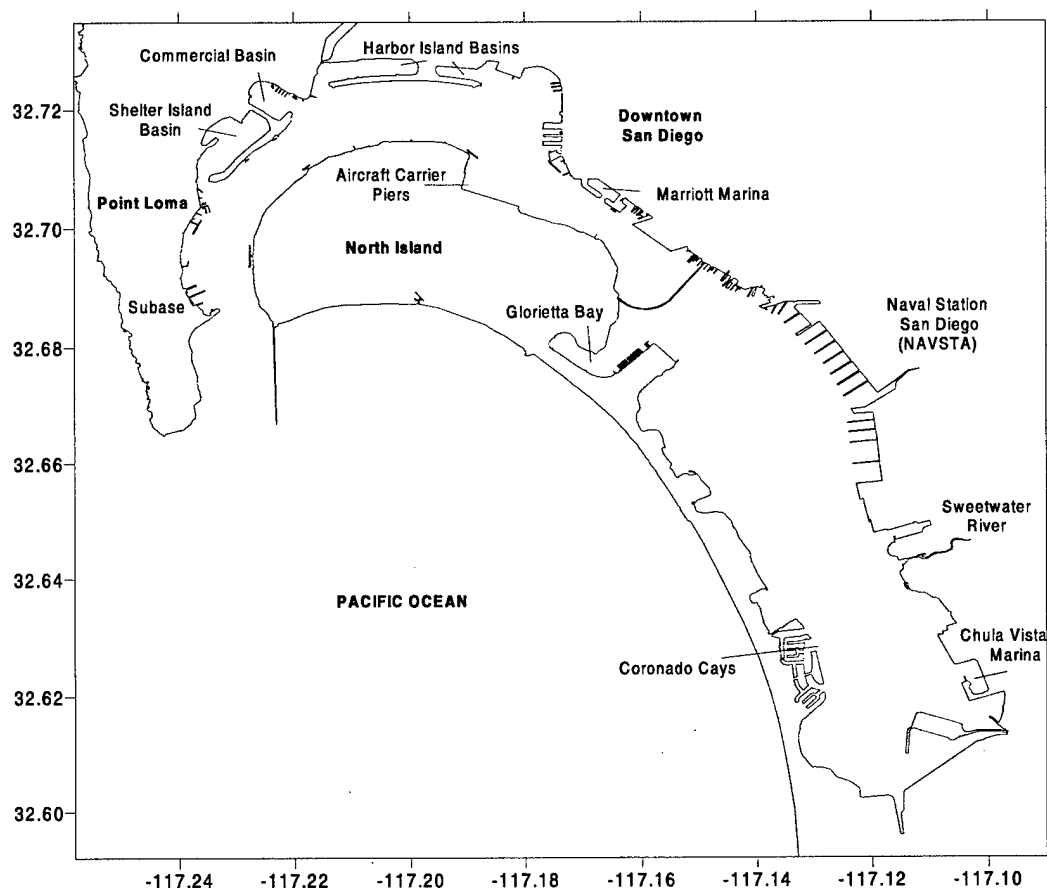 Commercial Basin
Harbor Island Basins
Shelter Island
Basin
Downtown
San Diego
Aircraft Carrier
Piers
Marriott Marina
Point Loma
North Island
Subase
Glorietta Bay
Naval Station
San Diego
(NAVSTA)
Sweetwater
River
PACIFIC OCEAN
Coronado Cays
Chula Vista
Marina
32.72
32.70
32.68
32.66
32.64
32.62
32.60
-117.24 -117.22 -117.20 -117.18 -117.16 -117.14 -117.12 -117.10